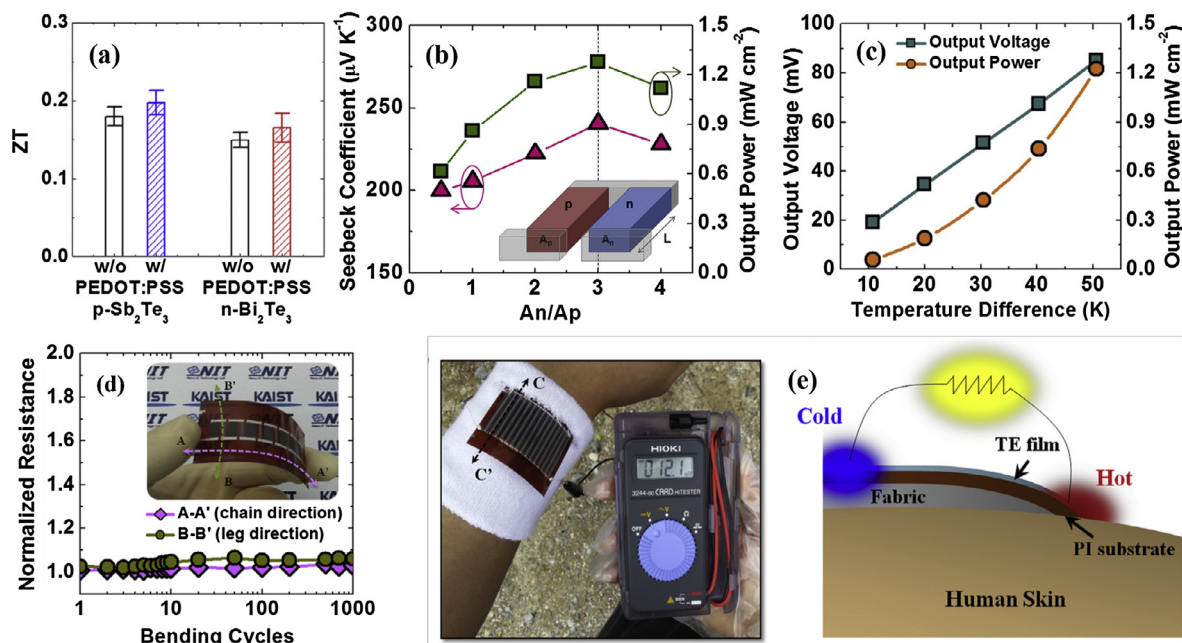 (a)
ZT
0.3
0.2
0.1
0.0
w/o w/ w/o w/
PEDOT:PSS PEDOT:PSS
p-Sb2Te3 n-Bi2Te3
(b)
Seebeck Coefficient (μV K⁻¹)
300
275
250
225
200
175
150
1.5
1.2
0.9
0.6
0.3
0.0
Output Power (mW cm⁻²)
p n
Ap An L
0 1 2 3 4
An/Ap
(c)
Output Voltage
Output Power
Output Voltage (mV)
100
80
60
40
20
0
1.5
1.2
0.9
0.6
0.3
0.0
Output Power (mW cm⁻²)
10 20 30 40 50
Temperature Difference (K)
(d)
Normalized Resistance
2.0
1.8
1.6
1.4
1.2
1.0
NIT
KAIST
B'
A
A'
B
A-A' (chain direction)
B-B' (leg direction)
1 10 100 1000
Bending Cycles
C
C'
HIOKI
0121
3244-60 CARD HiTESTER
OFF
Ω
(e)
Cold
TE film
Hot
Fabric
PI substrate
Human Skin